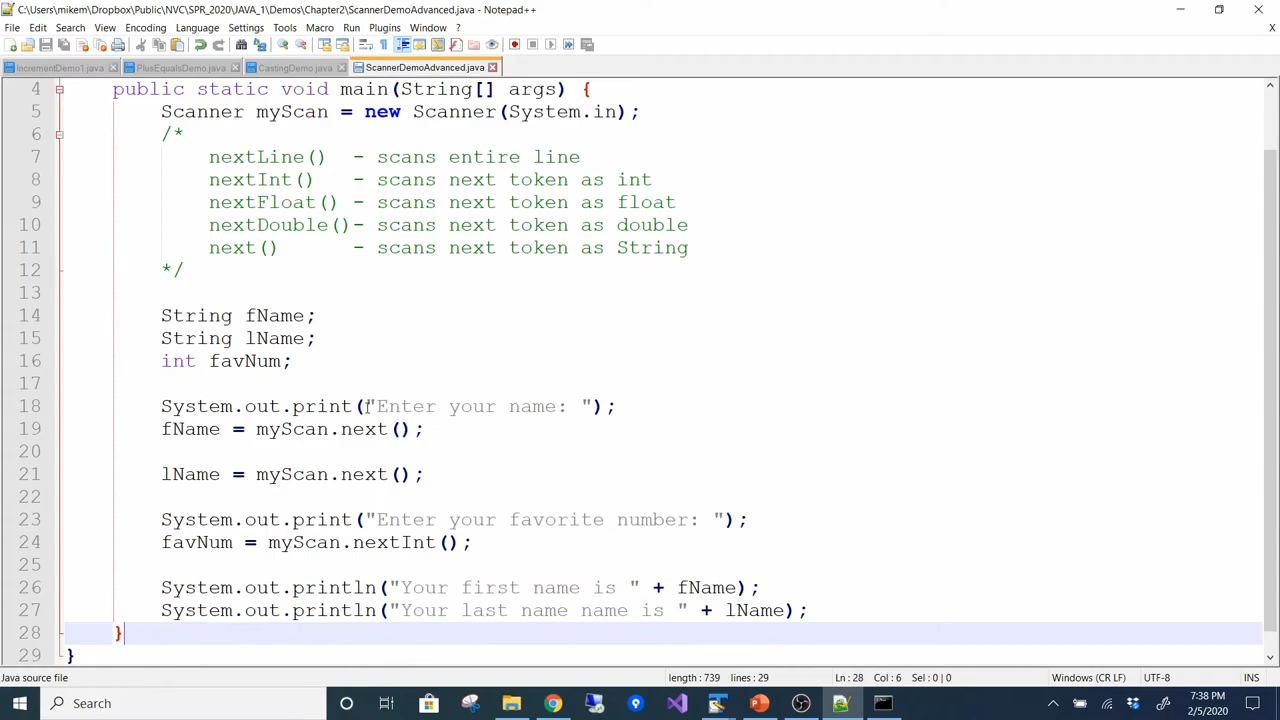 C:\Users\mikem\Dropbox\Public\NVC\SPR_2020\JAVA_1\Demos\Chapter2\ScannerDemoAdvanced.java - Notepad++
File Edit Search View Encoding Language Settings Tools Macro Run Plugins Window ?
X
IncrementDemo1.java PlusEqualsDemo.java CastingDemo.java ScannerDemoAdvanced.java
4 public static void main(String[] args) {
5 Scanner myScan = new Scanner(System.in);
6 /*
7 nextLine() - scans entire line
8 nextInt() - scans next token as int
9 nextFloat() - scans next token as float
10 nextDouble()- scans next token as double
11 next() - scans next token as String
12 */
13
14 String fName;
15 String lName;
16 int favNum;
17
18 System.out.print("Enter your name: ");
19 fName = myScan.next();
20
21 lName = myScan.next();
22
23 System.out.print("Enter your favorite number: ");
24 favNum = myScan.nextInt();
25
26 System.out.println("Your first name is " + fName);
27 System.out.println("Your last name name is " + lName);
28 }
29 }
Java source file length : 739 lines : 29 Ln : 28 Col : 6 Sel : 0 | 0 Windows (CR LF) UTF-8 INS
Search
7:38 PM
2/5/2020